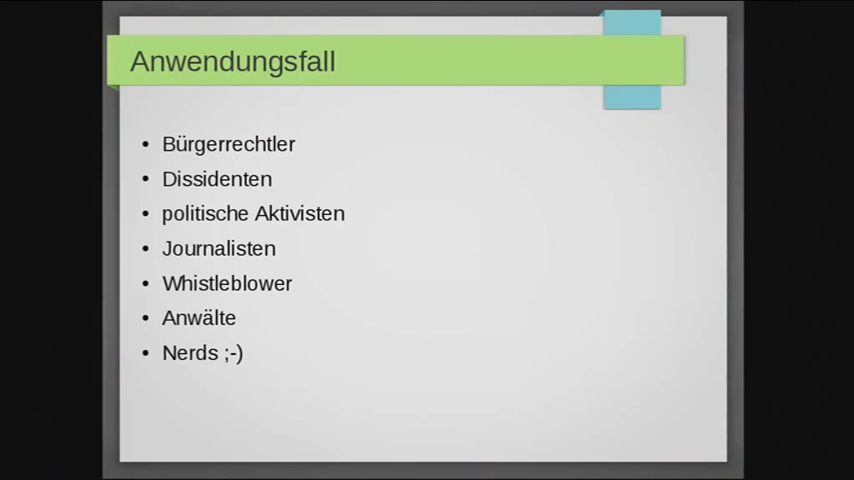 Anwendungsfall
• Bürgerrechtler
• Dissidenten
• politische Aktivisten
• Journalisten
• Whistleblower
• Anwälte
• Nerds ;-)